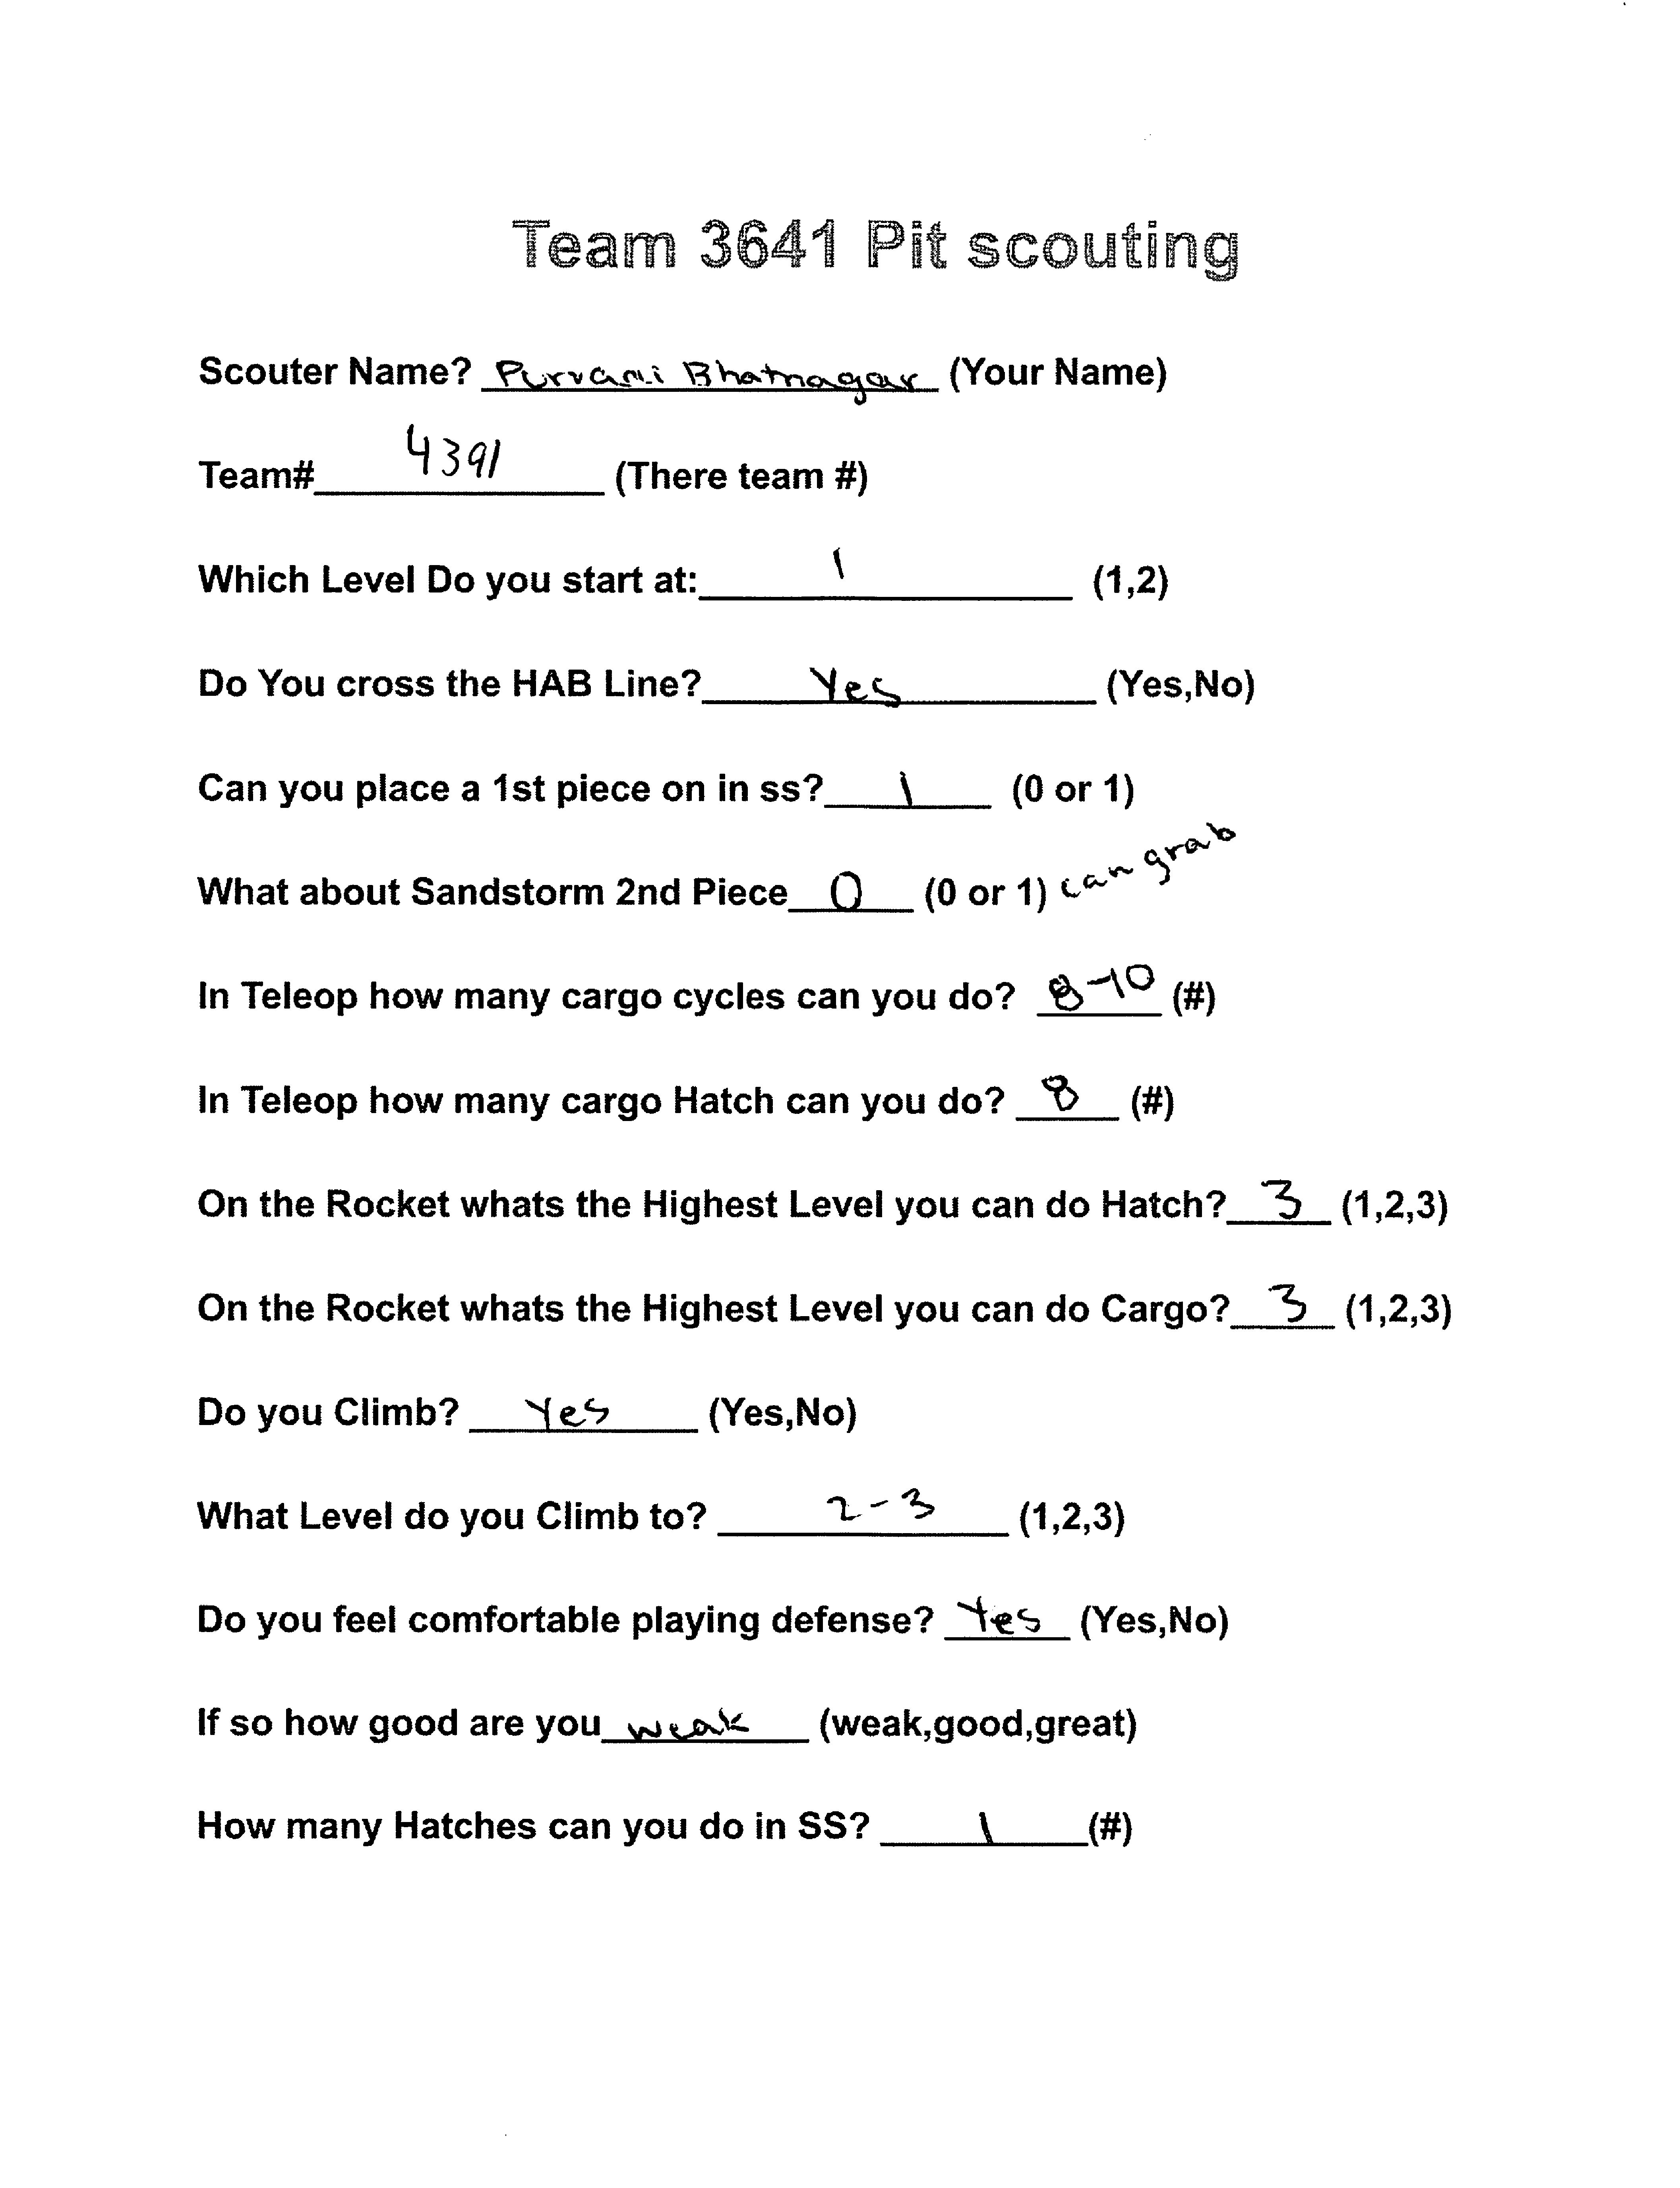 Team 3641 Pit scouting
Scouter Name? Purvani Bhatnagar (Your Name)
Team# 4391 (There team #)
Which Level Do you start at: 1 (1,2)
Do You cross the HAB Line? Yes (Yes,No)
Can you place a 1st piece on in ss? 1 (0 or 1)
What about Sandstorm 2nd Piece 0 (0 or 1) can grab
In Teleop how many cargo cycles can you do? 8-10 (#)
In Teleop how many cargo Hatch can you do? 8 (#)
On the Rocket whats the Highest Level you can do Hatch? 3 (1,2,3)
On the Rocket whats the Highest Level you can do Cargo? 3 (1,2,3)
Do you Climb? Yes (Yes,No)
What Level do you Climb to? 2-3 (1,2,3)
Do you feel comfortable playing defense? Yes (Yes,No)
If so how good are you weak (weak,good,great)
How many Hatches can you do in SS? 1 (#)